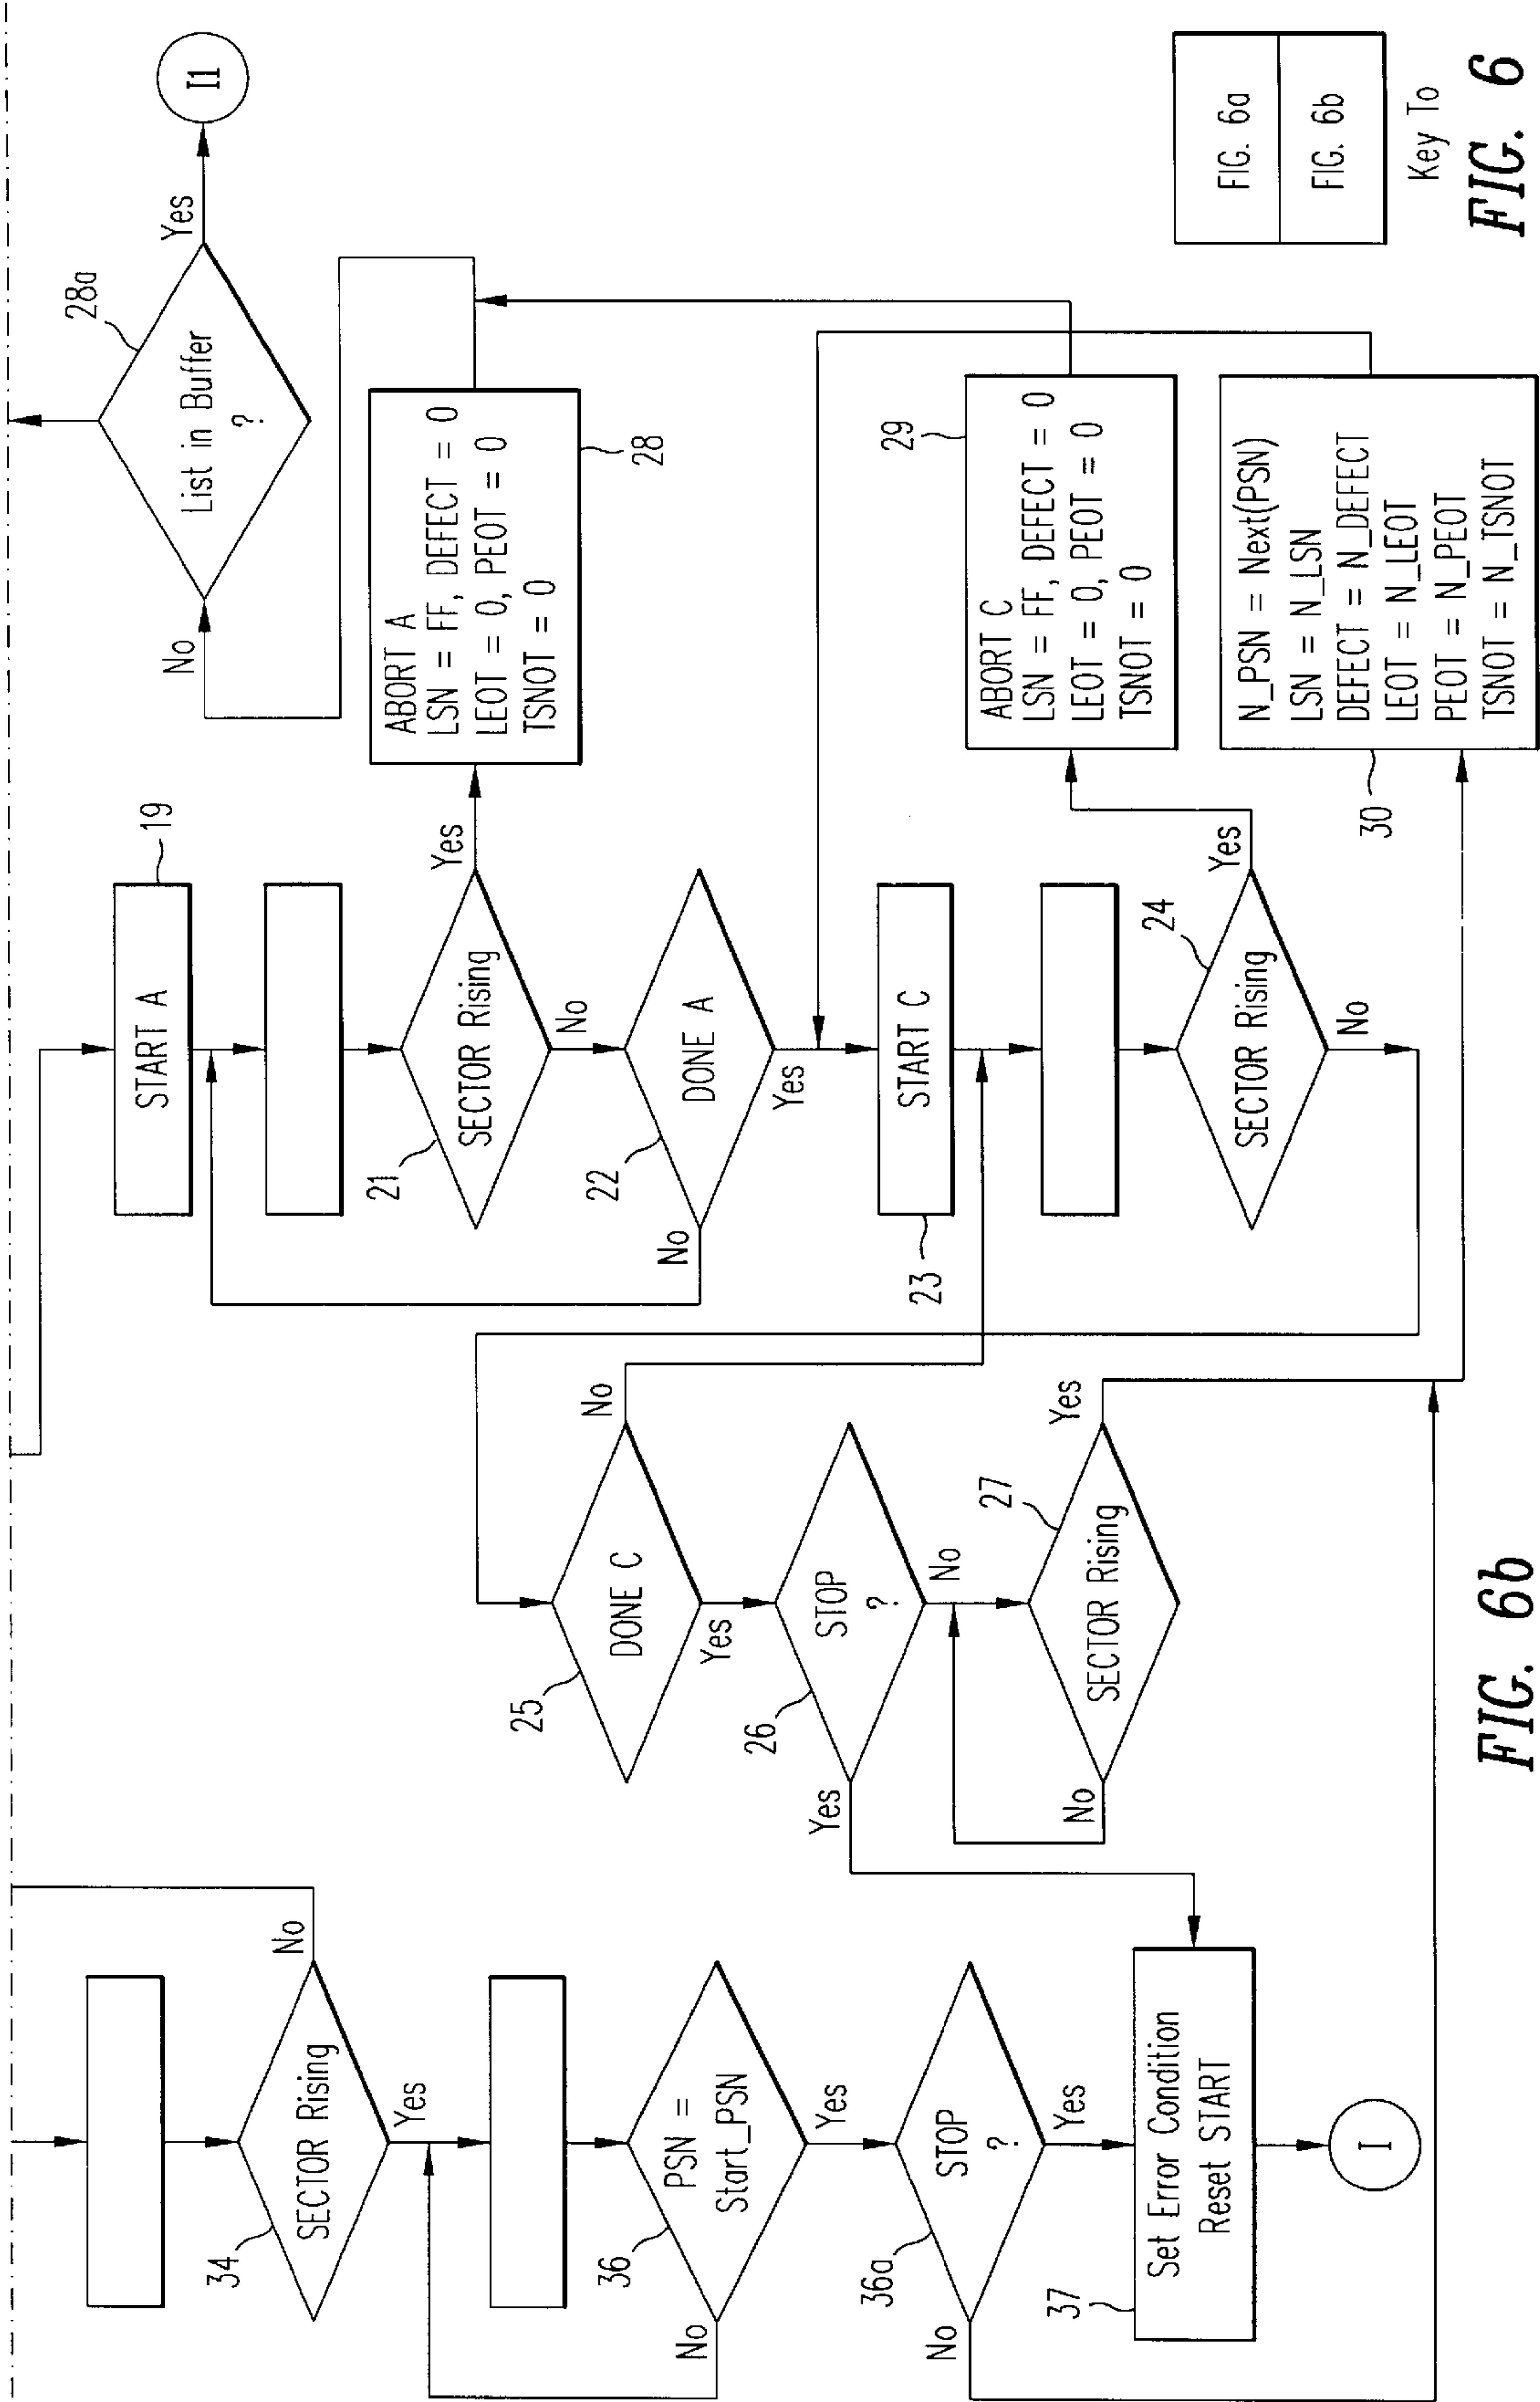 34
SECTOR Rising
No
Yes
36
PSN =
Start_PSN
No
Yes
36a
STOP
?
No
Yes
37
Set Error Condition
Reset START
I
25
DONE C
No
Yes
26
STOP
?
Yes
No
27
SECTOR Rising
Yes
No
START A
19
21
SECTOR Rising
Yes
No
22
DONE A
No
Yes
START C
23
24
SECTOR Rising
Yes
No
28a
List in Buffer
?
No
Yes
I1
ABORT A
LSN = FF, DEFECT = 0
LEOT = 0, PEOT = 0
TSNOT = 0
28
29
ABORT C
LSN = FF, DEFECT = 0
LEOT = 0, PEOT = 0
TSNOT = 0
N_PSN = Next(PSN)
LSN = N_LSN
DEFECT = N_DEFECT
LEOT = N_LEOT
PEOT = N_PEOT
TSNOT = N_TSNOT
30
FIG. 6a
FIG. 6b
Key To
FIG. 6
FIG. 6b